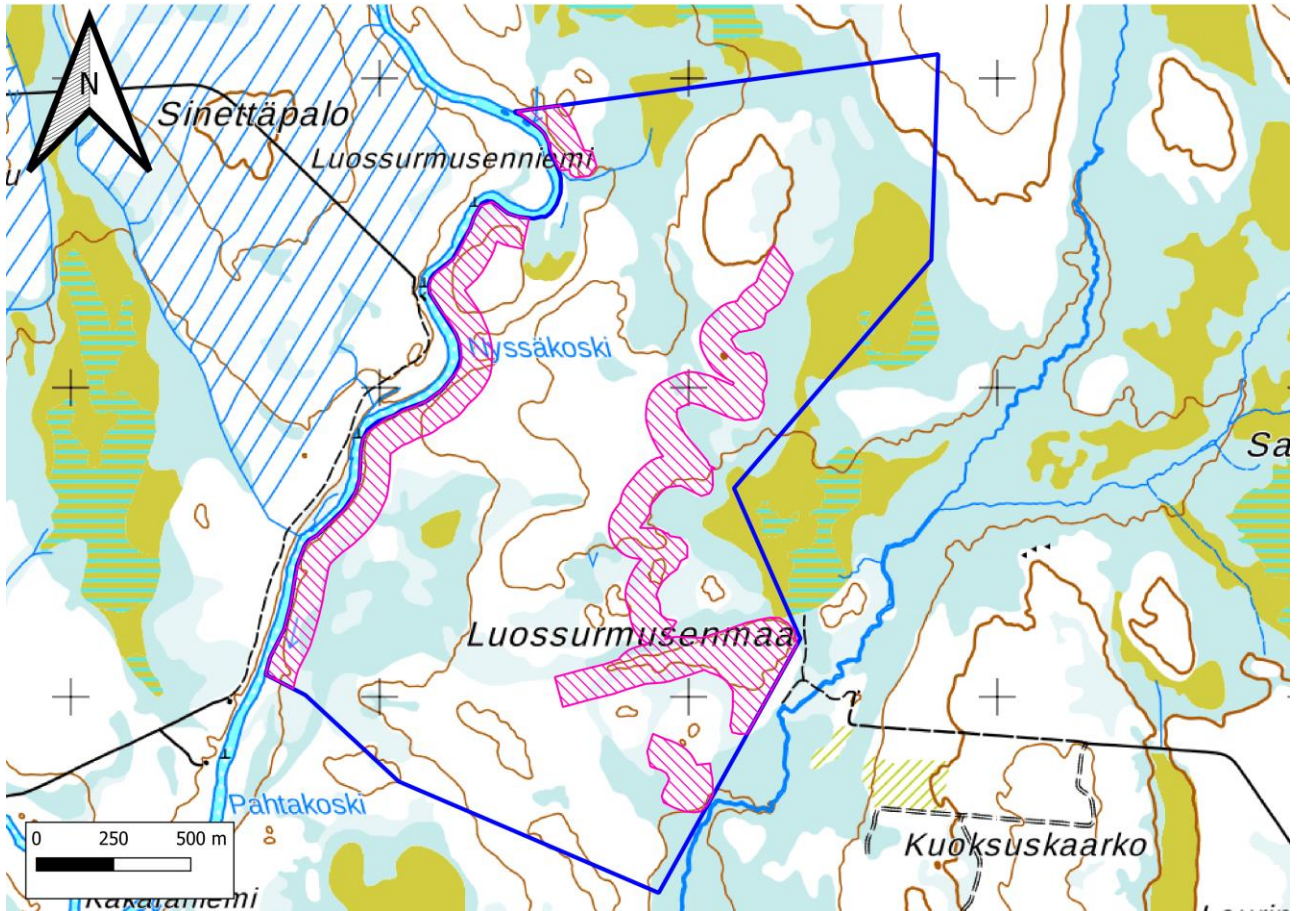 N
Sinettäpalo
Luossurmusenniemi
u
Nyssäkoski
Sa
V
Luossurmusenmaa
Pahtakoski
0 250 500 m
Kuoksuskaarko